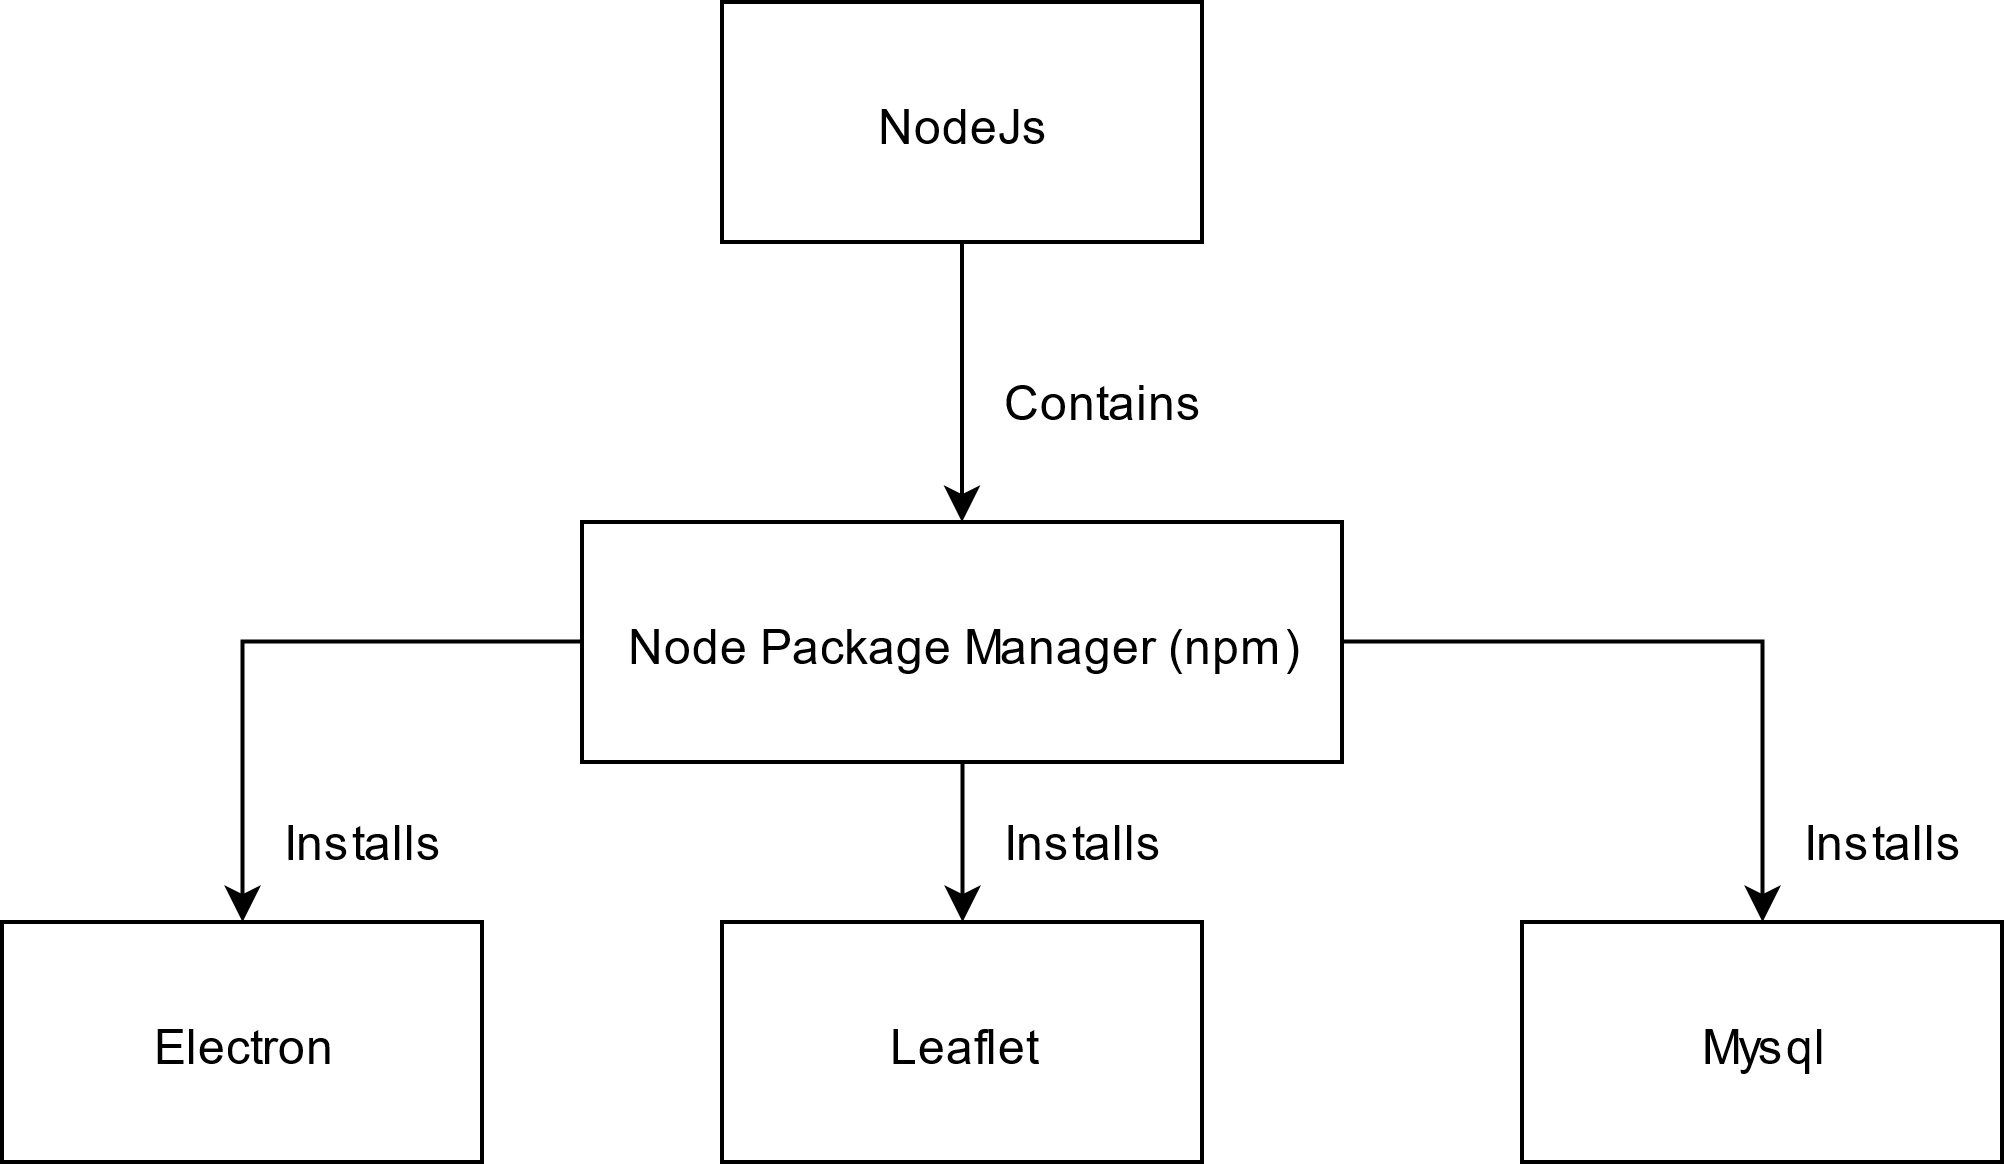 NodeJs
Contains
Node Package Manager (npm)
Installs
Installs
Installs
Electron
Leaflet
Mysql